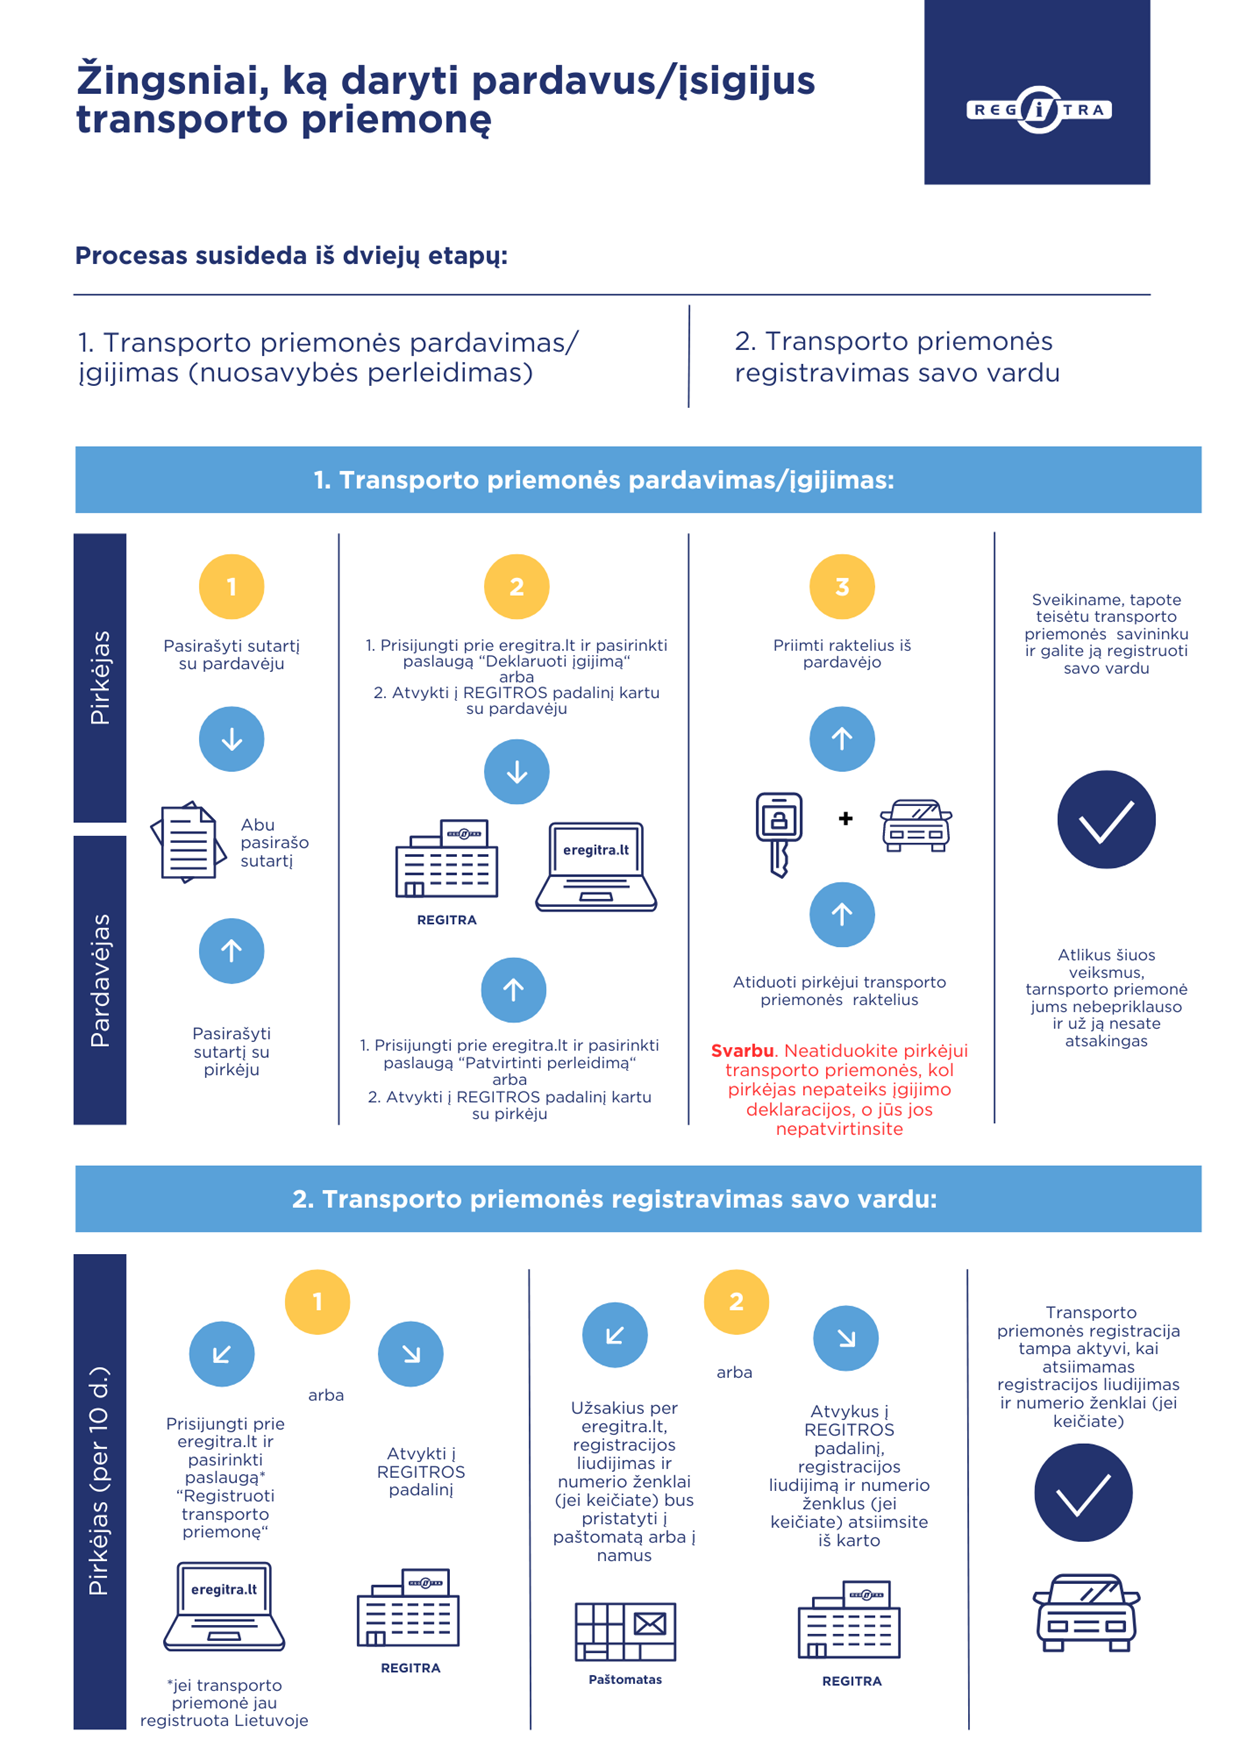 Žingsniai, ką daryti pardavus/įsigijus
transporto priemonę
REGiTRA
Procesas susideda iš dviejų etapų:
1. Transporto priemonės pardavimas/
įgijimas (nuosavybės perleidimas)
2. Transporto priemonės
registravimas savo vardu
1. Transporto priemonės pardavimas/įgijimas:
Pirkėjas
Pardavėjas
1
Pasirašyti sutartį
su pardavėju
Abu
pasirašo
sutartį
Pasirašyti
sutartį su
pirkėju
2
1. Prisijungti prie eregitra.lt ir pasirinkti
paslaugą “Deklaruoti įgijimą“
arba
2. Atvykti į REGITROS padalinį kartu
su pardavėju
REGiTRA
eregitra.lt
REGITRA
1. Prisijungti prie eregitra.lt ir pasirinkti
paslaugą “Patvirtinti perleidimą“
arba
2. Atvykti į REGITROS padalinį kartu
su pirkėju
3
Priimti raktelius iš
pardavėjo
+
Atiduoti pirkėjui transporto
priemonės raktelius
Svarbu. Neatiduokite pirkėjui
transporto priemonės, kol
pirkėjas nepateiks įgijimo
deklaracijos, o jūs jos
nepatvirtinsite
Sveikiname, tapote
teisėtu transporto
priemonės savininku
ir galite ją registruoti
savo vardu
Atlikus šiuos
veiksmus,
tarnsporto priemonė
jums nebepriklauso
ir už ją nesate
atsakingas
2. Transporto priemonės registravimas savo vardu:
Pirkėjas (per 10 d.)
1
arba
Prisijungti prie
eregitra.lt ir
pasirinkti
paslaugą*
“Registruoti
transporto
priemonę“
eregitra.lt
*jei transporto
priemonė jau
registruota Lietuvoje
Atvykti į
REGITROS
padalinį
REGiTRA
REGITRA
2
arba
Užsakius per
eregitra.lt,
registracijos
liudijimas ir
numerio ženklai
(jei keičiate) bus
pristatyti į
paštomatą arba į
namus
Paštomatas
Atvykus į
REGITROS
padalinį,
registracijos
liudijimą ir numerio
ženklus (jei
keičiate) atsiimsite
iš karto
REGiTRA
REGITRA
Transporto
priemonės registracija
tampa aktyvi, kai
atsiimamas
registracijos liudijimas
ir numerio ženklai (jei
keičiate)